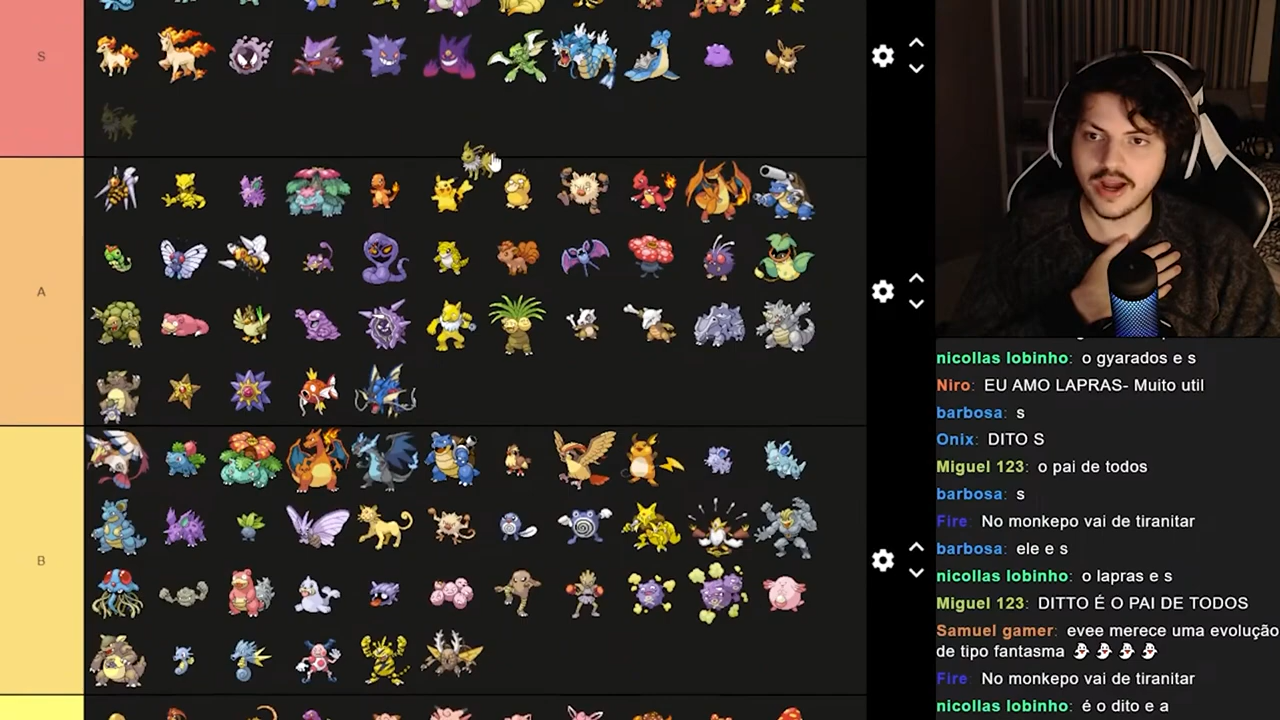 S
A
B
nicollas lobinho: o gyarados e s
Niro: EU AMO LAPRAS- Muito util
barbosa: s
Onix: DITO S
Miguel 123: o pai de todos
barbosa: s
Fire: No monkepo vai de tiranitar
barbosa: ele e s
nicollas lobinho: o lapras e s
Miguel 123: DITTO É O PAI DE TODOS
Samuel gamer: evee merece uma evolução
de tipo fantasma 👻 👻 👻 👻
Fire: No monkepo vai de tiranitar
nicollas lobinho: é o dito e a